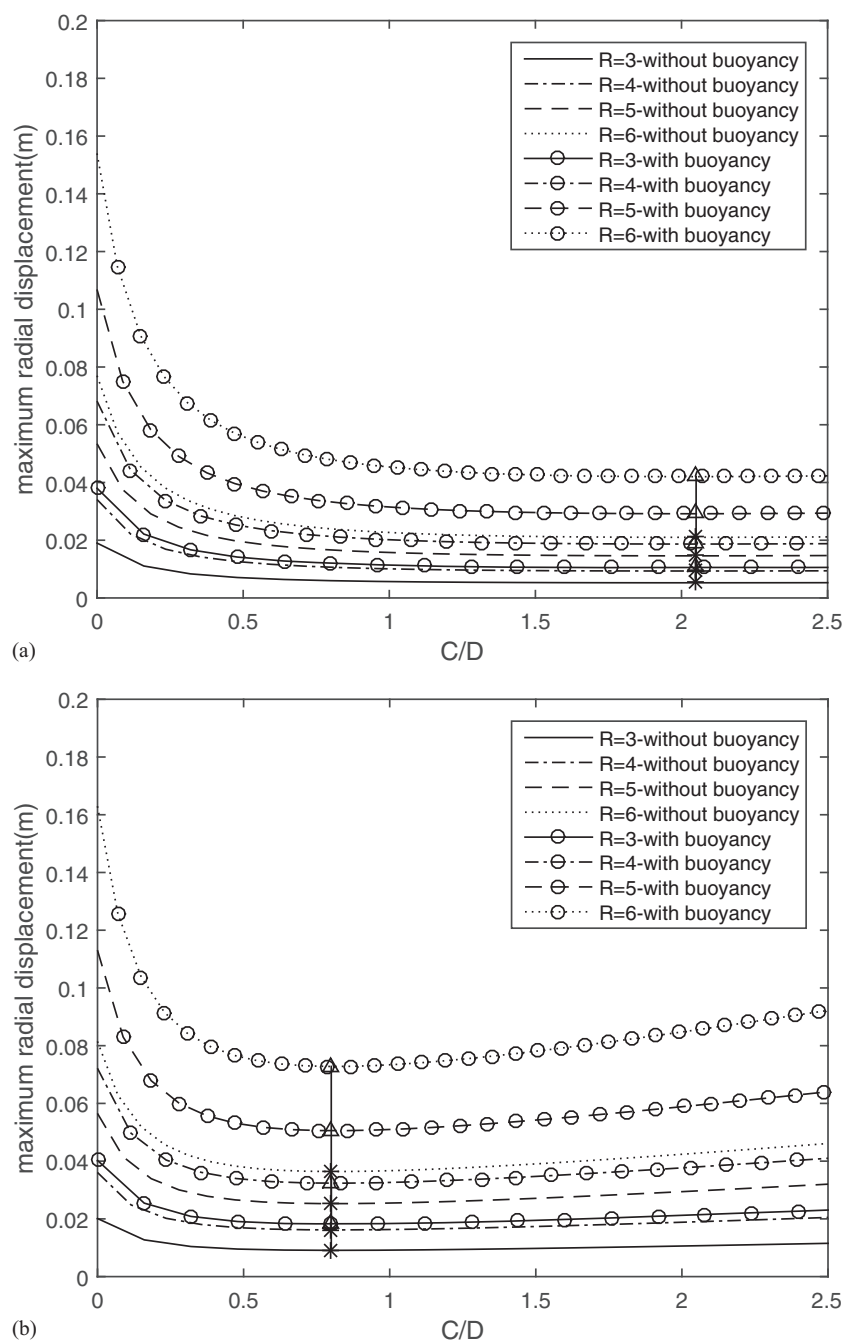 0.2
0.18
0.16
0.14
0.12
0.1
0.08
0.06
0.04
0.02
0
maximum radial displacement(m)
R=3-without buoyancy
R=4-without buoyancy
R=5-without buoyancy
R=6-without buoyancy
R=3-with buoyancy
R=4-with buoyancy
R=5-with buoyancy
R=6-with buoyancy
0 0.5 1 1.5 2 2.5
C/D
(a)
0.2
0.18
0.16
0.14
0.12
0.1
0.08
0.06
0.04
0.02
0
maximum radial displacement(m)
R=3-without buoyancy
R=4-without buoyancy
R=5-without buoyancy
R=6-without buoyancy
R=3-with buoyancy
R=4-with buoyancy
R=5-with buoyancy
R=6-with buoyancy
0 0.5 1 1.5 2 2.5
C/D
(b)